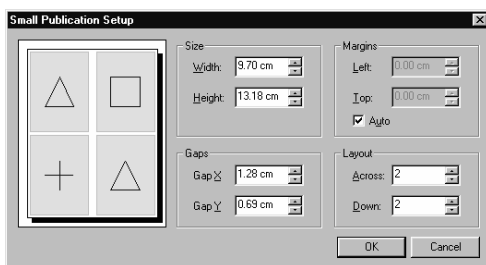 Small Publication Setup
Size
Width: 9.70 cm
Height: 13.18 cm
Margins
Left: 0.00 cm
Top: 0.00 cm
Auto
Gaps
Gap X 1.28 cm
Gap Y 0.69 cm
Layout
Across: 2
Down: 2
OK Cancel